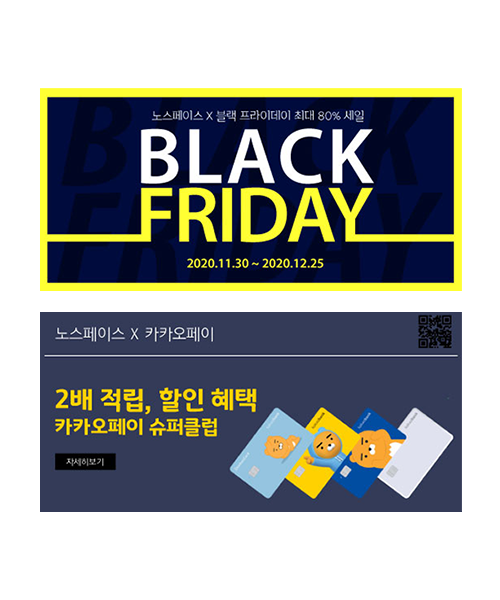 노스페이스 X 블랙 프라이데이 최대 80% 세일
BLACK
FRIDAY
2020.11.30 ~ 2020.12.25
노스페이스 X 카카오페이
2배 적립, 할인 혜택
카카오페이 슈퍼클럽
자세히보기